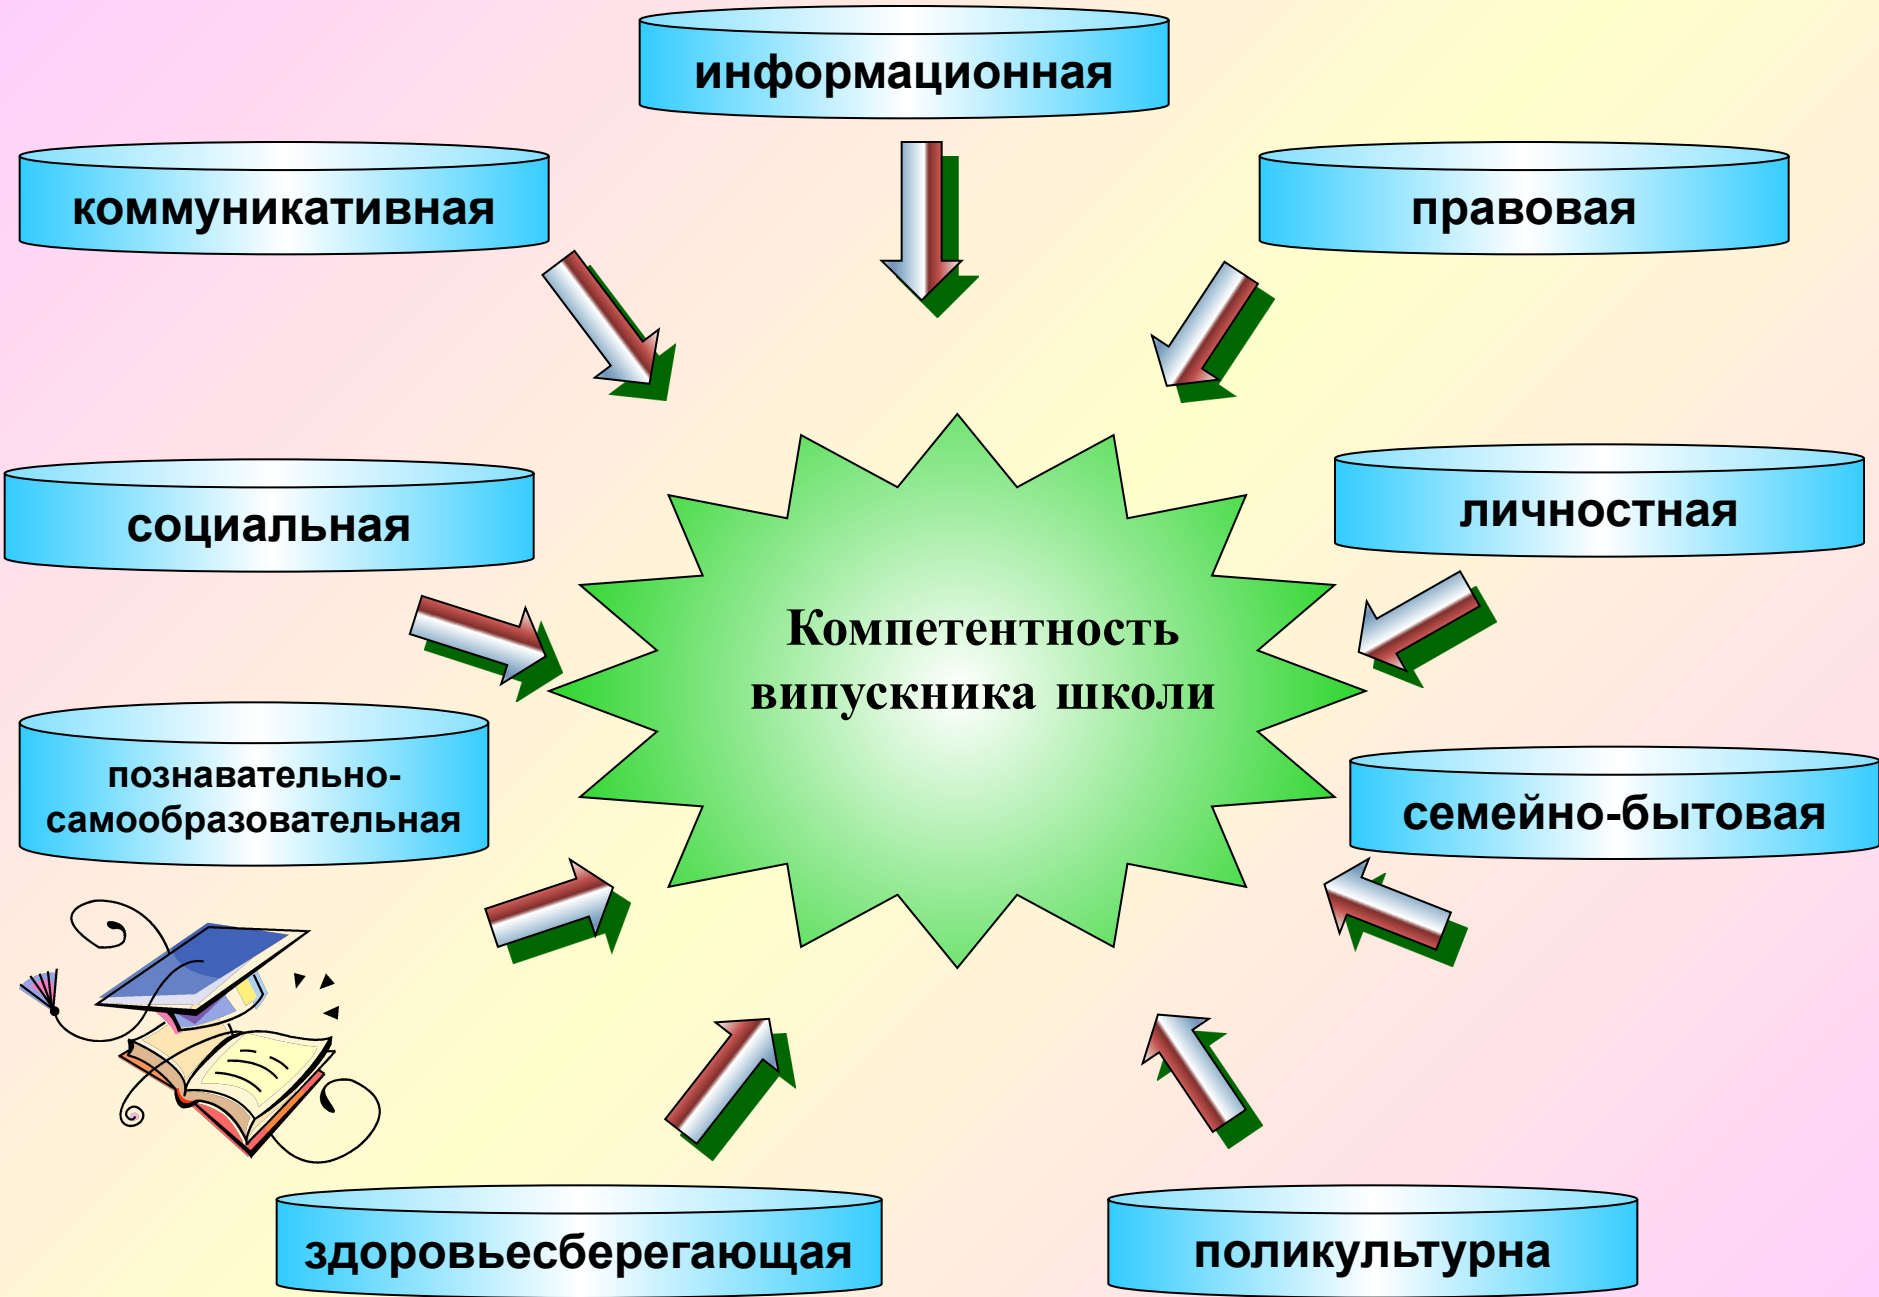 информационная
коммуникативная
правовая
социальная
личностная
Компетентность
випускника школи
познавательно-
самообразовательная
семейно-бытовая
здоровьесберегающая
поликультурна